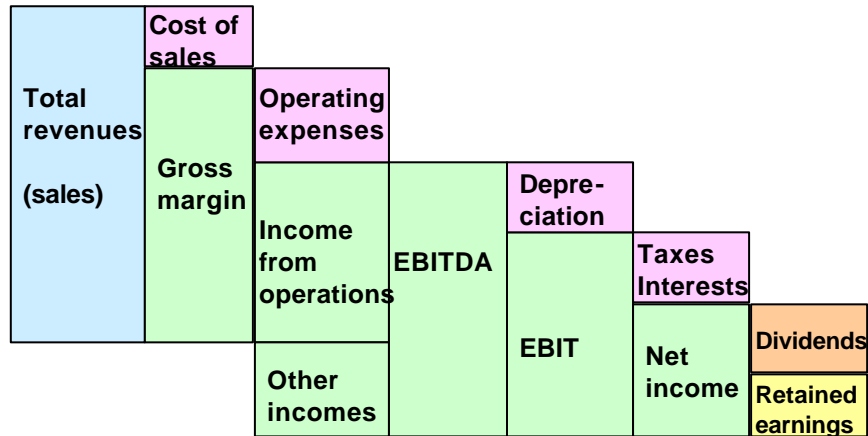 Total
revenues
(sales)
Cost of
sales
Gross
margin
Operating
expenses
Income
from
operations
Other
incomes
EBITDA
Depre-
ciation
EBIT
Taxes
Interests
Net
income
Dividends
Retained
earnings